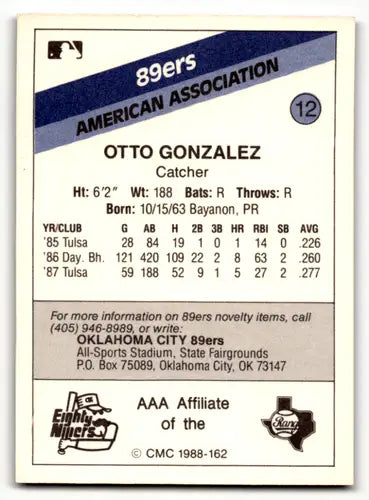 89ers
AMERICAN ASSOCIATION
12
OTTO GONZALEZ
Catcher
Ht: 6'2" Wt: 188 Bats: R Throws: R
Born: 10/15/63 Bayanon, PR
YR/CLUB G AB H 2B 3B HR RBI SB AVG
'85 Tulsa 28 84 19 1 0 1 14 0 .226
'86 Day. Bh. 121 420 109 22 2 8 63 2 .260
'87 Tulsa 59 188 52 9 1 5 27 2 .277
For more information on 89ers novelty items, call
(405) 946-8989, or write:
OKLAHOMA CITY 89ers
All-Sports Stadium, State Fairgrounds
P.O. Box 75089, Oklahoma City, OK 73147
Eighty Niners
AAA Affiliate
of the
Rangers
© CMC 1988-162